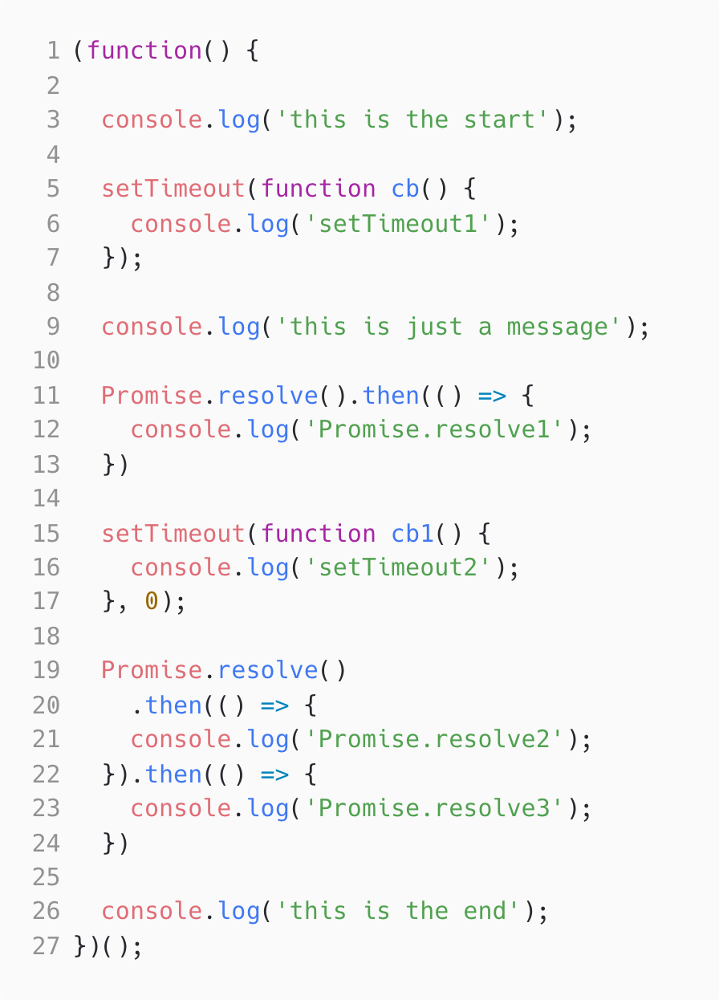 1 (function() {
2
3   console.log('this is the start');
4
5   setTimeout(function cb() {
6     console.log('setTimeout1');
7   });
8
9   console.log('this is just a message');
10
11   Promise.resolve().then(() => {
12     console.log('Promise.resolve1');
13   })
14
15   setTimeout(function cb1() {
16     console.log('setTimeout2');
17   }, 0);
18
19   Promise.resolve()
20     .then(() => {
21     console.log('Promise.resolve2');
22   }).then(() => {
23     console.log('Promise.resolve3');
24   })
25
26   console.log('this is the end');
27 })();